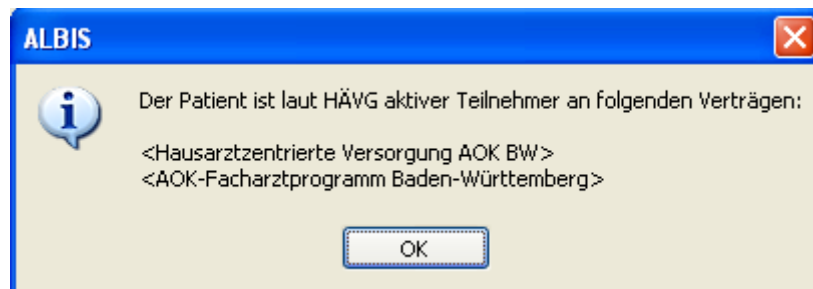 ALBIS
Der Patient ist laut HÄVG aktiver Teilnehmer an folgenden Verträgen:
<Hausarztzentrierte Versorgung AOK BW>
<AOK-Facharztprogramm Baden-Württemberg>
OK